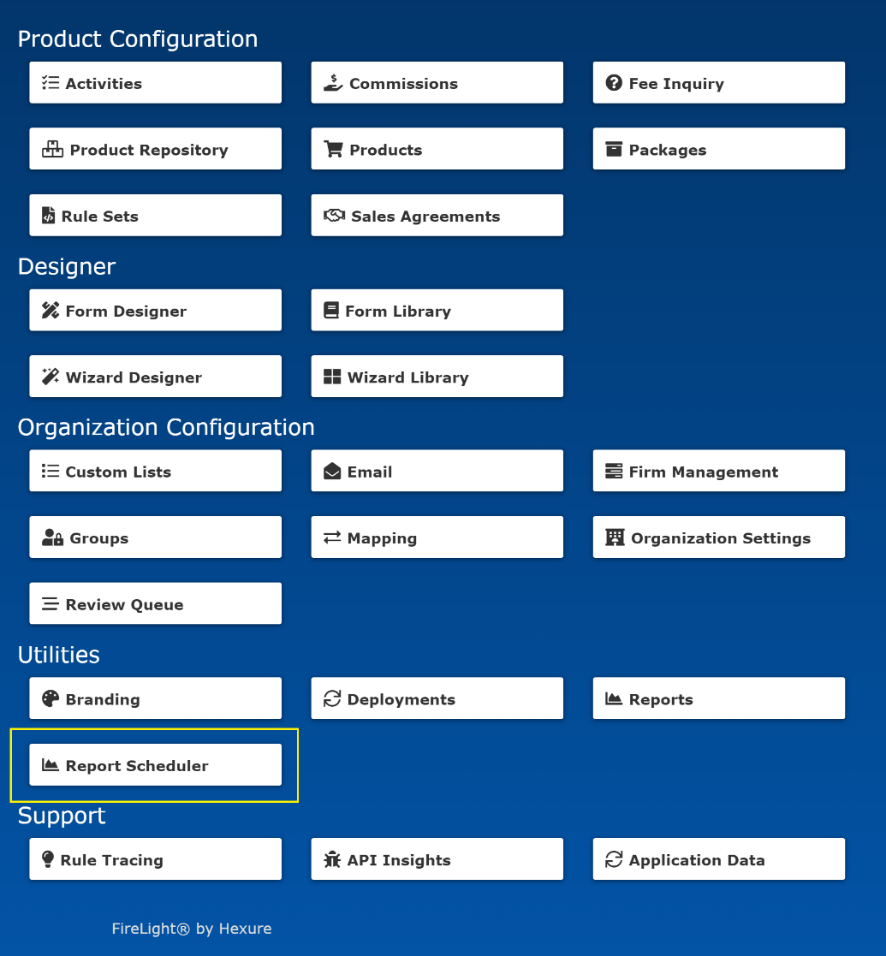 Product Configuration
Activities
Commissions
Fee Inquiry
Product Repository
Products
Packages
Rule Sets
Sales Agreements
Designer
Form Designer
Form Library
Wizard Designer
Wizard Library
Organization Configuration
Custom Lists
Email
Firm Management
Groups
Mapping
Organization Settings
Review Queue
Utilities
Branding
Deployments
Reports
Report Scheduler
Support
Rule Tracing
API Insights
Application Data
FireLight® by Hexure